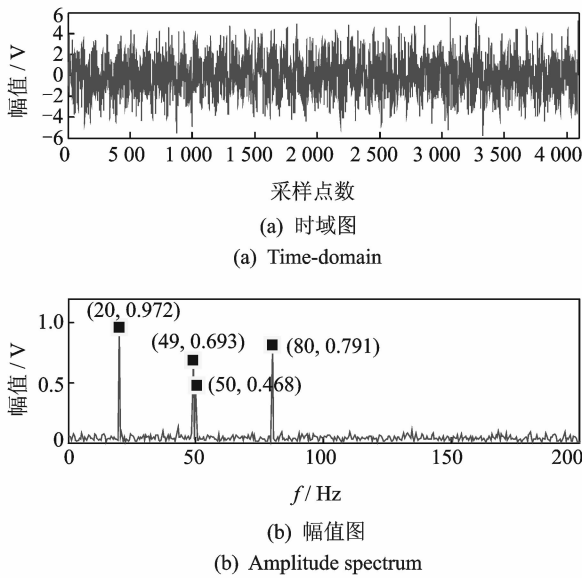 6
4
2
0
−2
−4
−6
幅值 / V
0 5 00 1 000 1 500 2 000 2 500 3 000 3 500 4 000
采样点数
(a) 时域图
(a) Time-domain
(20, 0.972)
(49, 0.693)
(80, 0.791)
(50, 0.468)
1.0
0.5
0
幅值 / V
0 50 100 150 200
f / Hz
(b) 幅值图
(b) Amplitude spectrum